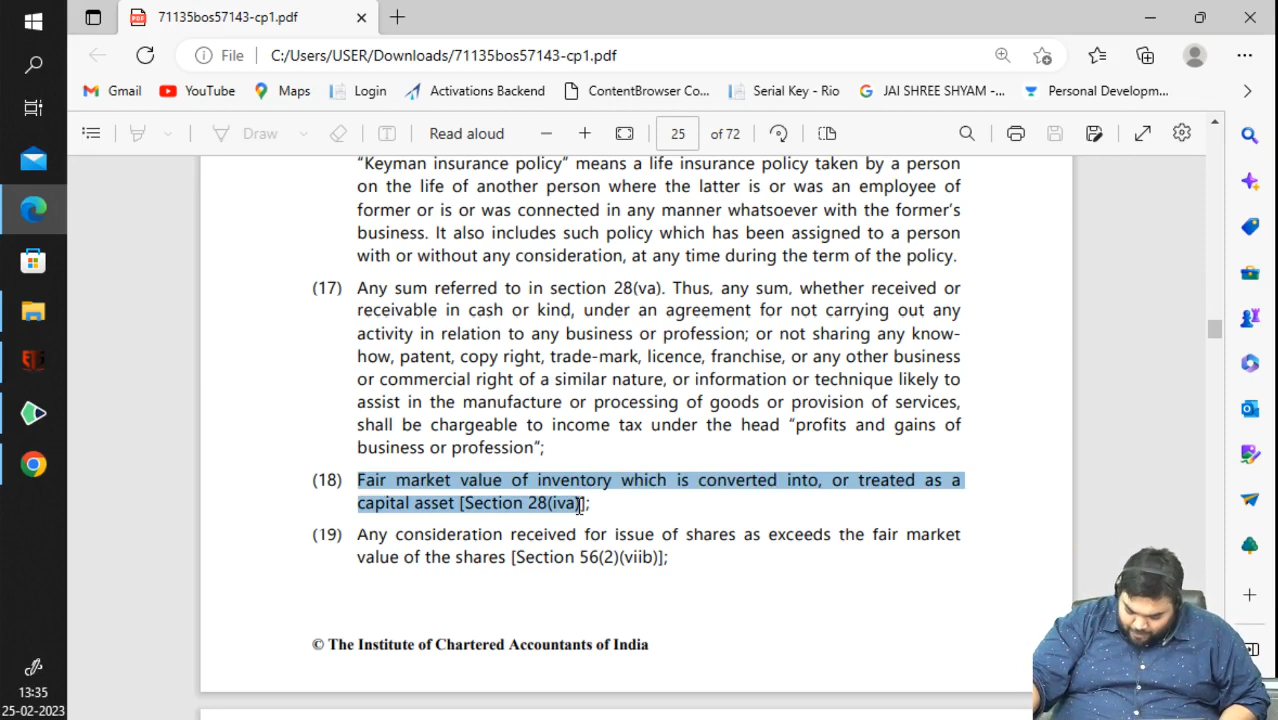 71135bos57143-cp1.pdf
File C:/Users/USER/Downloads/71135bos57143-cp1.pdf
Gmail YouTube Maps Login Activations Backend ContentBrowser Co... Serial Key - Rio JAI SHREE SHYAM -... Personal Developm...
Draw Read aloud 25 of 72
“Keyman insurance policy” means a life insurance policy taken by a person
on the life of another person where the latter is or was an employee of
former or is or was connected in any manner whatsoever with the former’s
business. It also includes such policy which has been assigned to a person
with or without any consideration, at any time during the term of the policy.
(17) Any sum referred to in section 28(va). Thus, any sum, whether received or
receivable in cash or kind, under an agreement for not carrying out any
activity in relation to any business or profession; or not sharing any know-
how, patent, copy right, trade-mark, licence, franchise, or any other business
or commercial right of a similar nature, or information or technique likely to
assist in the manufacture or processing of goods or provision of services,
shall be chargeable to income tax under the head “profits and gains of
business or profession”;
(18) Fair market value of inventory which is converted into, or treated as a
capital asset [Section 28(iva)];
(19) Any consideration received for issue of shares as exceeds the fair market
value of the shares [Section 56(2)(viib)];
© The Institute of Chartered Accountants of India
13:35
25-02-2023